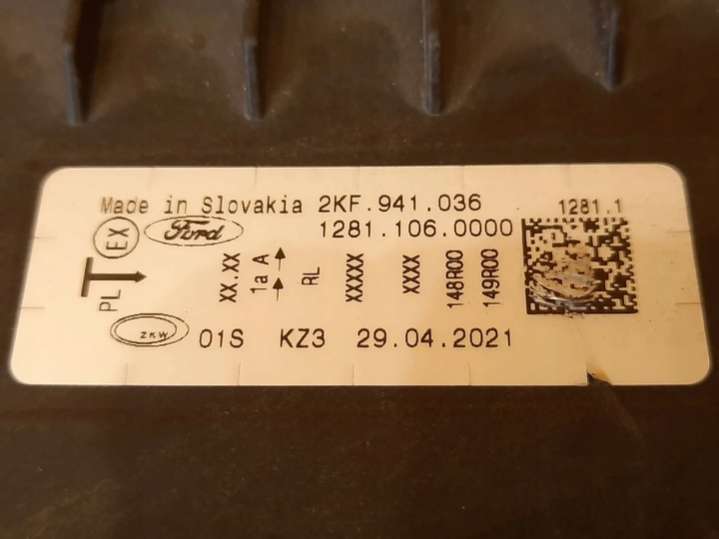 Made in Slovakia 2KF.941.036 1281.1
EX Ford 1281.106.0000
PL XX.XX 1a A RL XXXXX XXXX 148R00 149R00
ZKW 01S KZ3 29.04.2021